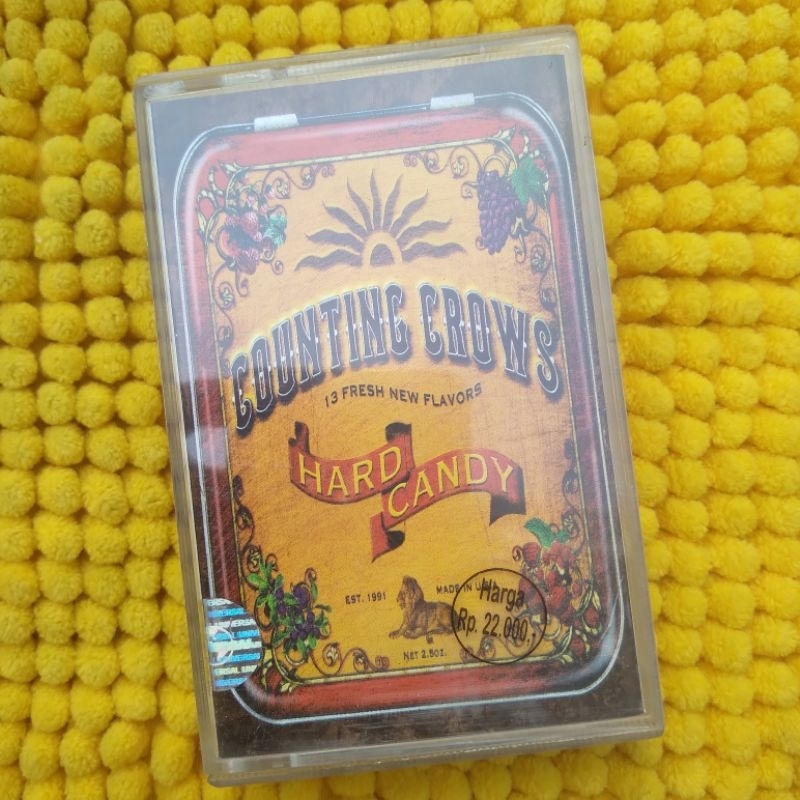 COUNTING CROWS
13 FRESH NEW FLAVORS
HARD
CANDY
EST. 1991
MADE IN
Harga
Rp. 22.000,-
NET 2.5OZ.
UNIVERSAL